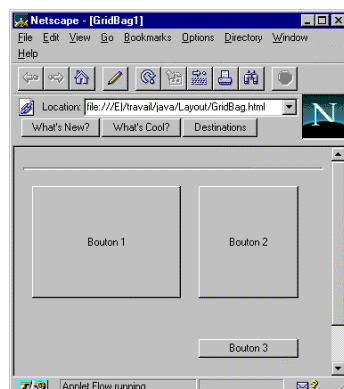 Netscape - [GridBag1]
File Edit View Go Bookmarks Options Directory Window
Help
Location: file:///E|/travail/java/Layout/GridBag.html
N
What's New? What's Cool? Destinations
Bouton 1 Bouton 2
Bouton 3
Applet Flow running
?